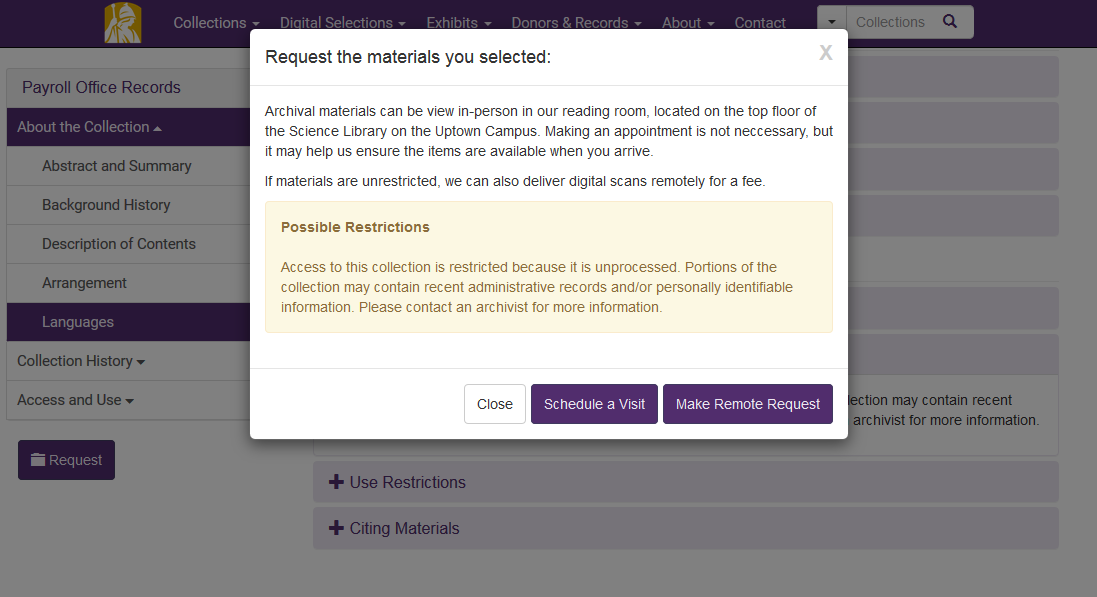 Collections Digital Selections Exhibits Donors & Records About Contact Collections
Request the materials you selected: X
Archival materials can be view in-person in our reading room, located on the top floor of
the Science Library on the Uptown Campus. Making an appointment is not neccessary, but
it may help us ensure the items are available when you arrive.
If materials are unrestricted, we can also deliver digital scans remotely for a fee.
Possible Restrictions
Access to this collection is restricted because it is unprocessed. Portions of the
collection may contain recent administrative records and/or personally identifiable
information. Please contact an archivist for more information.
Close Schedule a Visit Make Remote Request
Payroll Office Records
About the Collection
Abstract and Summary
Background History
Description of Contents
Arrangement
Languages
Collection History
Access and Use
Request
lection may contain recent
archivist for more information.
Use Restrictions
Citing Materials